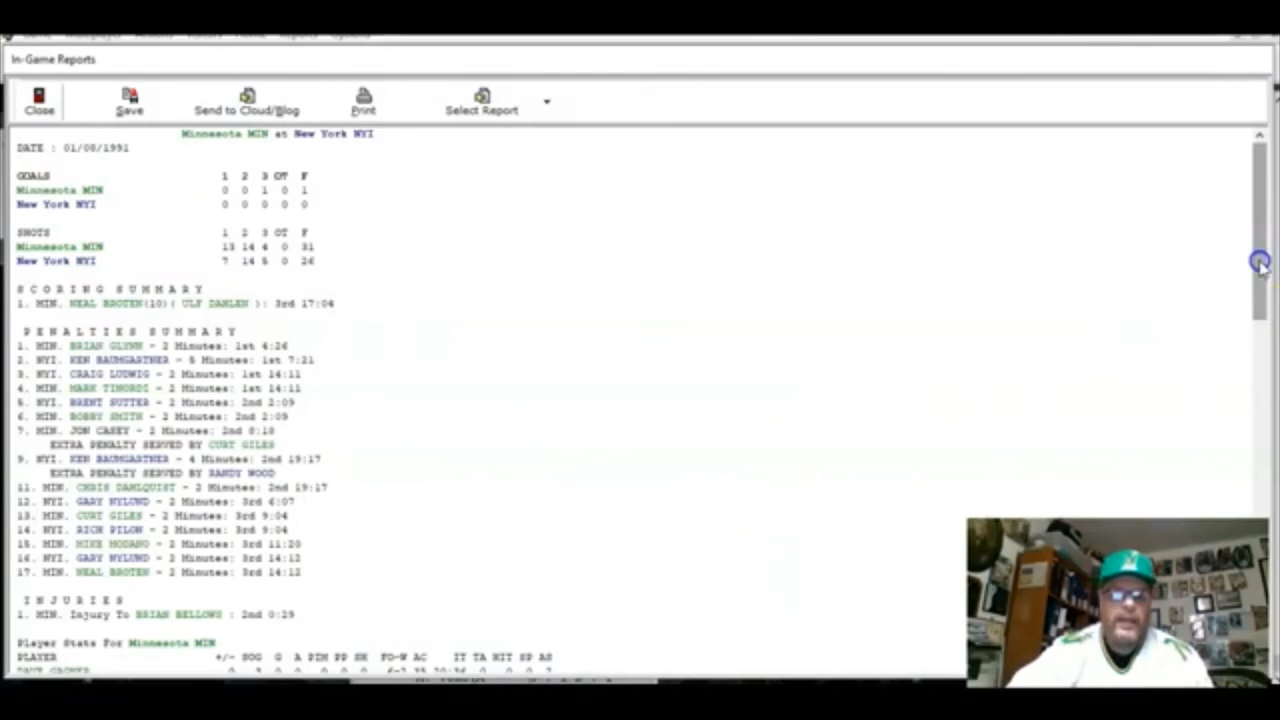 In-Game Reports
Close Save Send to Cloud/Blog Print Select Report
Minnesota MIN at New York NYI
DATE : 01/08/1991
GOALS 1 2 3 OT F
Minnesota MIN 0 0 1 0 1
New York NYI 0 0 0 0 0
SHOTS 1 2 3 OT F
Minnesota MIN 13 14 4 0 31
New York NYI 7 14 5 0 26
S C O R I N G S U M M A R Y
1. MIN. NEAL BROTEN(10)( ULF DAHLEN ): 3rd 17:04
P E N A L T I E S S U M M A R Y
1. MIN. BRIAN GLYNN - 2 Minutes: 1st 4:26
2. NYI. KEN BAUMGARTNER - 5 Minutes: 1st 7:21
3. NYI. CRAIG LUDWIG - 2 Minutes: 1st 14:11
4. MIN. MARK TINORDI - 2 Minutes: 1st 14:11
5. NYI. BRENT SUTTER - 2 Minutes: 2nd 2:09
6. MIN. BOBBY SMITH - 2 Minutes: 2nd 2:09
7. MIN. JON CASEY - 2 Minutes: 2nd 8:18
EXTRA PENALTY SERVED BY CURT GILES
9. NYI. KEN BAUMGARTNER - 4 Minutes: 2nd 19:17
EXTRA PENALTY SERVED BY RANDY WOOD
11. MIN. CHRIS DAHLQUIST - 2 Minutes: 2nd 19:17
12. NYI. GARY NYLUND - 2 Minutes: 3rd 6:07
13. MIN. CURT GILES - 2 Minutes: 3rd 9:04
14. NYI. RICH PILON - 2 Minutes: 3rd 9:04
15. MIN. MIKE MODANO - 2 Minutes: 3rd 11:20
16. NYI. GARY NYLUND - 2 Minutes: 3rd 14:12
17. MIN. NEAL BROTEN - 2 Minutes: 3rd 14:12
I N J U R I E S
1. MIN. Injury To BRIAN BELLOWS : 2nd 0:29
Player Stats For Minnesota MIN
PLAYER +/- SOG G A PIM PP SH FO-W AC IT TA HIT SP AS